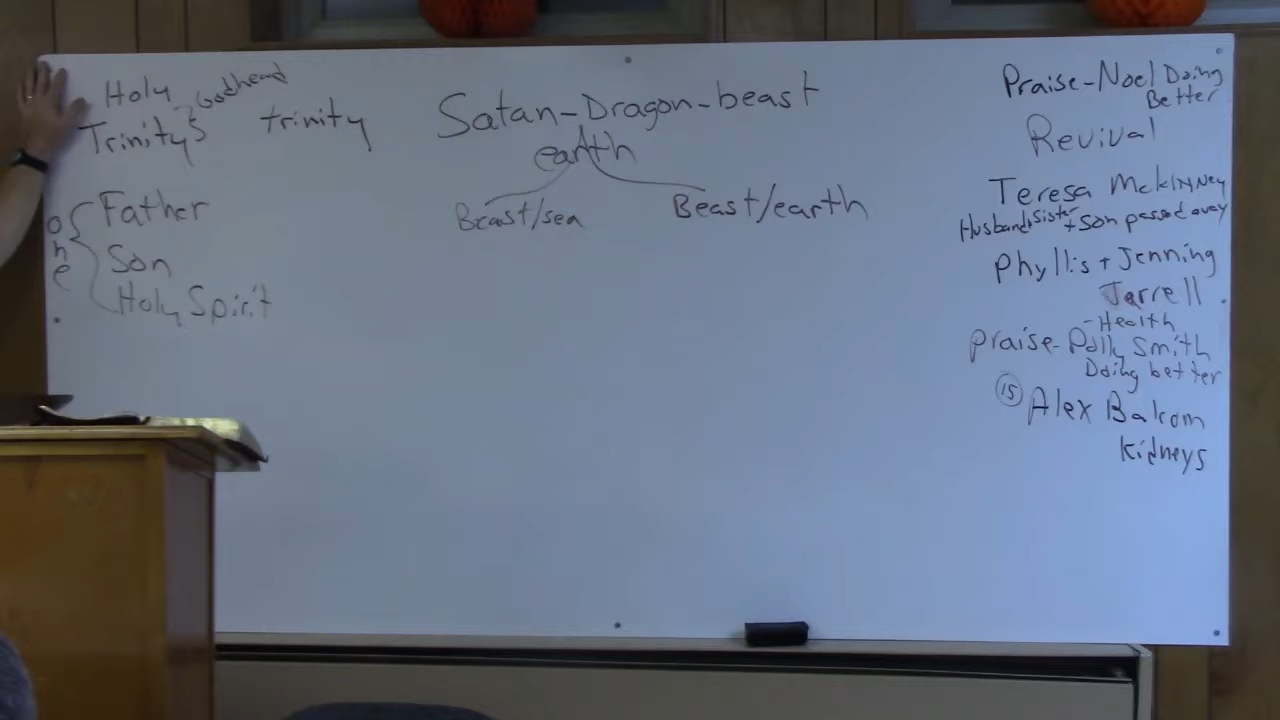 Holy Godhead
Trinity's trinity
one
Father
Son
Holy Spirit
Satan-Dragon-beast
earth
Beast/sea Beast/earth
Praise-Noel Doing
Better
Revival
Teresa McKinney
Husband, Sister + Son passed away
Phyllis + Jenning
Jarrell
-Health
praise-Polly Smith
Doing better
15 Alex Balcom
kidneys